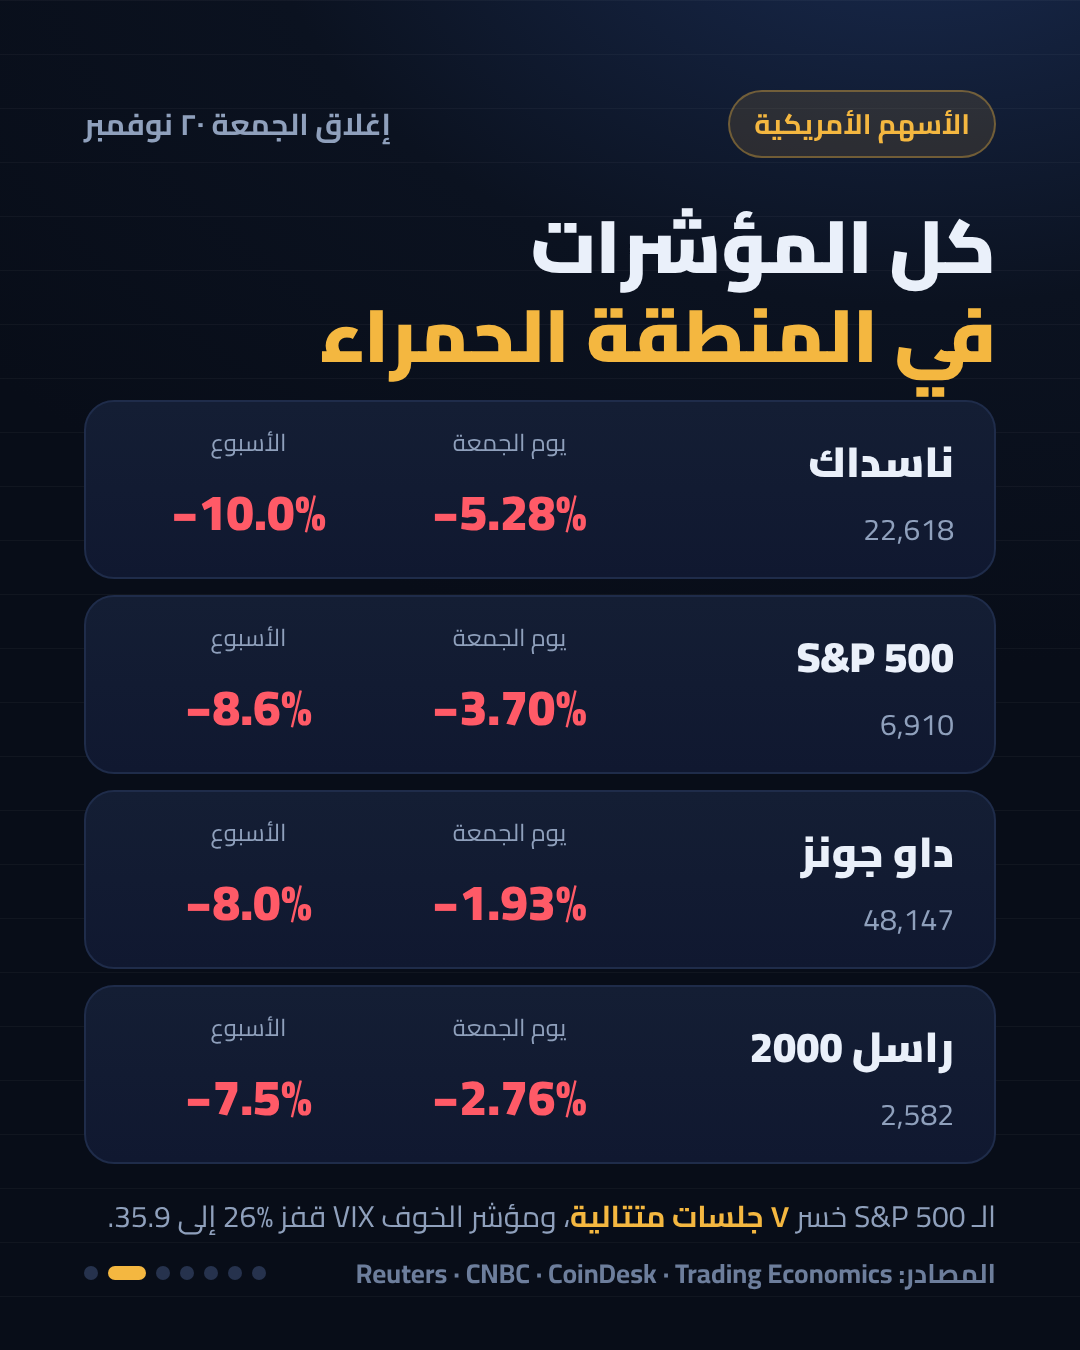 الأسهم الأمريكية
إغلاق الجمعة ٢٠ نوفمبر
كل المؤشرات
في المنطقة الحمراء
ناسداك
22,618
يوم الجمعة
−5.28%
الأسبوع
−10.0%
S&P 500
6,910
يوم الجمعة
−3.70%
الأسبوع
−8.6%
داو جونز
48,147
يوم الجمعة
−1.93%
الأسبوع
−8.0%
راسل 2000
2,582
يوم الجمعة
−2.76%
الأسبوع
−7.5%
الـ S&P 500 خسر ٧ جلسات متتالية، ومؤشر الخوف VIX قفز 26% إلى 35.9.
المصادر: Reuters · CNBC · CoinDesk · Trading Economics